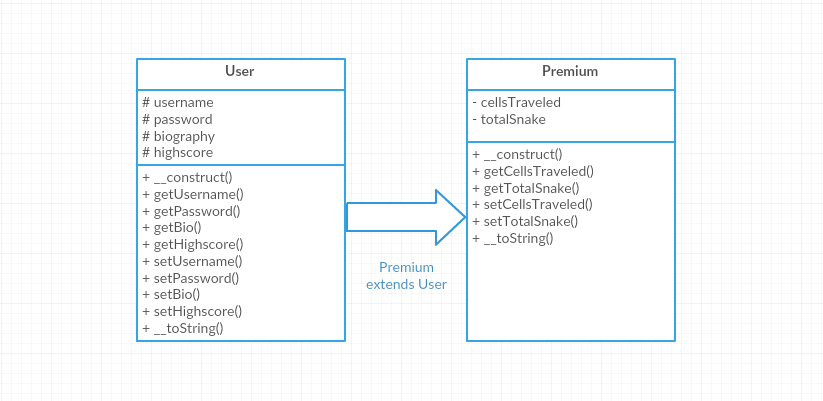 User
# username
# password
# biography
# highscore
+ __construct()
+ getUsername()
+ getPassword()
+ getBio()
+ getHighscore()
+ setUsername()
+ setPassword()
+ setBio()
+ setHighscore()
+ __toString()
Premium
extends User
Premium
- cellsTraveled
- totalSnake
+ __construct()
+ getCellsTraveled()
+ getTotalSnake()
+ setCellsTraveled()
+ setTotalSnake()
+ __toString()